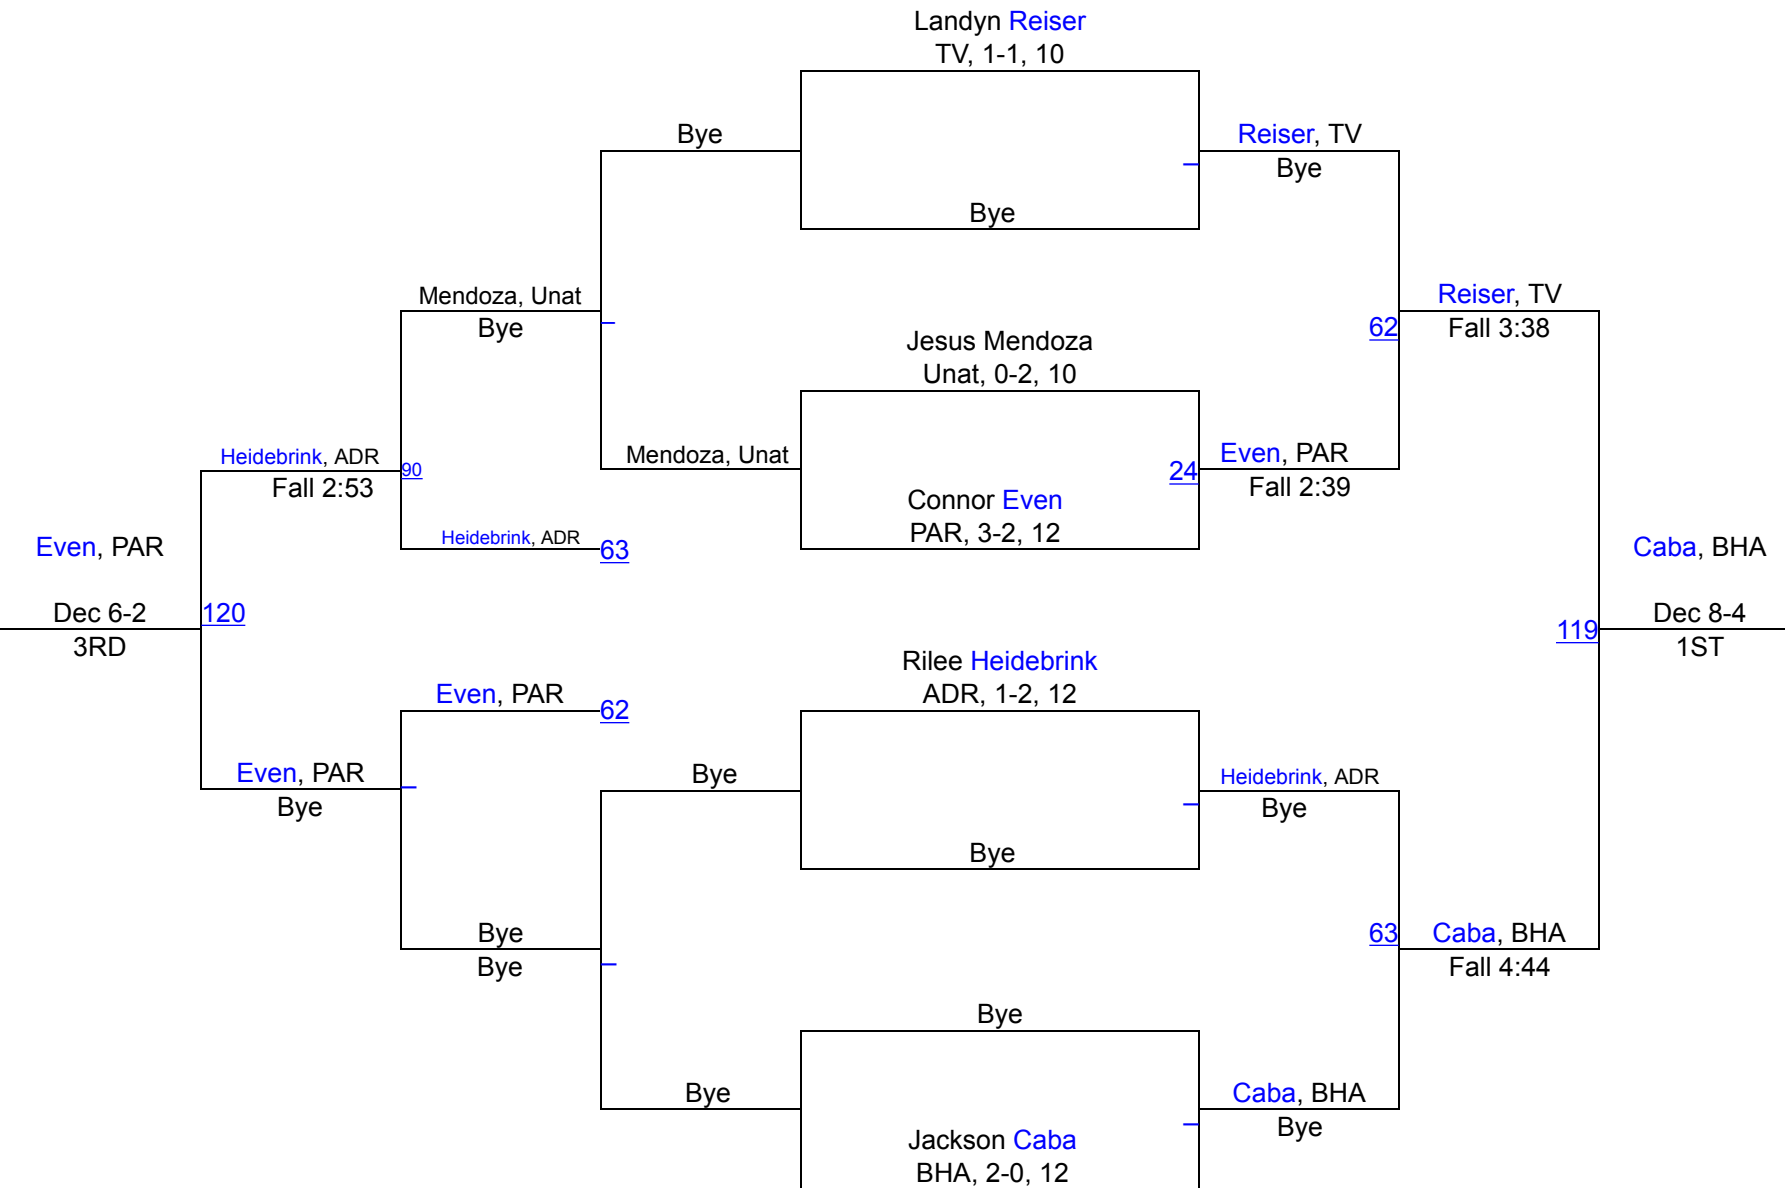 Landyn Reiser
TV, 1-1, 10
Bye
Reiser, TV
Bye
Bye
Mendoza, Unat
Bye
Reiser, TV
62
Fall 3:38
Jesus Mendoza
Unat, 0-2, 10
Heidebrink, ADR
90
Fall 2:53
Mendoza, Unat
24
Even, PAR
Fall 2:39
Connor Even
PAR, 3-2, 12
Even, PAR
Heidebrink, ADR
63
Caba, BHA
Dec 6-2
120
3RD
119
Dec 8-4
1ST
Rilee Heidebrink
ADR, 1-2, 12
Even, PAR
62
Even, PAR
Bye
Bye
Heidebrink, ADR
Bye
Bye
Bye
Bye
63
Caba, BHA
Fall 4:44
Bye
Bye
Caba, BHA
Bye
Jackson Caba
BHA, 2-0, 12